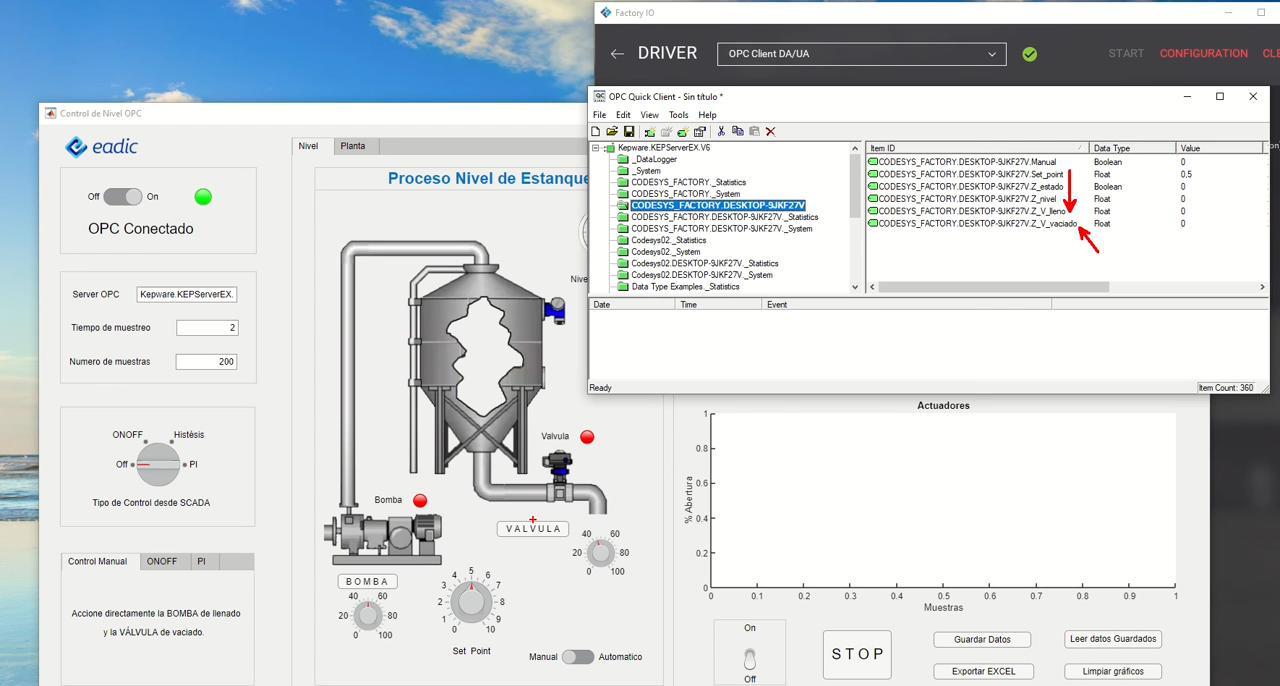 Factory IO
DRIVER
OPC Client DA/UA
START
CONFIGURATION
OPC Quick Client - Sin título *
File Edit View Tools Help
Kepware.KEPServerEX.V6
_DataLogger
_System
CODESYS_FACTORY._Statistics
CODESYS_FACTORY._System
CODESYS_FACTORY.DESKTOP-9JKF27V
CODESYS_FACTORY.DESKTOP-9JKF27V._Statistics
CODESYS_FACTORY.DESKTOP-9JKF27V._System
Codesys02._Statistics
Codesys02._System
Codesys02.DESKTOP-9JKF27V._Statistics
Codesys02.DESKTOP-9JKF27V._System
Data Type Examples._Statistics
Item ID Data Type Value
CODESYS_FACTORY.DESKTOP-9JKF27V.Manual Boolean 0
CODESYS_FACTORY.DESKTOP-9JKF27V.Set_point Float 0,5
CODESYS_FACTORY.DESKTOP-9JKF27V.Z_estado Boolean 0
CODESYS_FACTORY.DESKTOP-9JKF27V.Z_nivel Float 0
CODESYS_FACTORY.DESKTOP-9JKF27V.Z_V_lleno Float 0
CODESYS_FACTORY.DESKTOP-9JKF27V.Z_V_vaciado Float 0
Date Time Event
Ready
Item Count: 360
Control de Nivel OPC
eadic
Off On
OPC Conectado
Server OPC Kepware.KEPServerEX.
Tiempo de muestreo 2
Numero de muestras 200
ONOFF Histésis
Off PI
Tipo de Control desde SCADA
Control Manual ONOFF PI
Accione directamente la BOMBA de llenado
y la VÁLVULA de vaciado.
Nivel Planta
Proceso Nivel de Estanque
Nive
Valvula
Bomba
VALVULA
0 20 40 60 80 100
BOMBA
0 20 40 60 80 100
0 1 2 3 4 5 6 7 8 9 10
Set Point
Manual Automatico
Actuadores
% Abertura
1
0.8
0.6
0.4
0.2
0
0 0.1 0.2 0.3 0.4 0.5 0.6 0.7 0.8 0.9 1
Muestras
On
Off
STOP
Guardar Datos
Leer datos Guardados
Exportar EXCEL
Limpiar gráficos